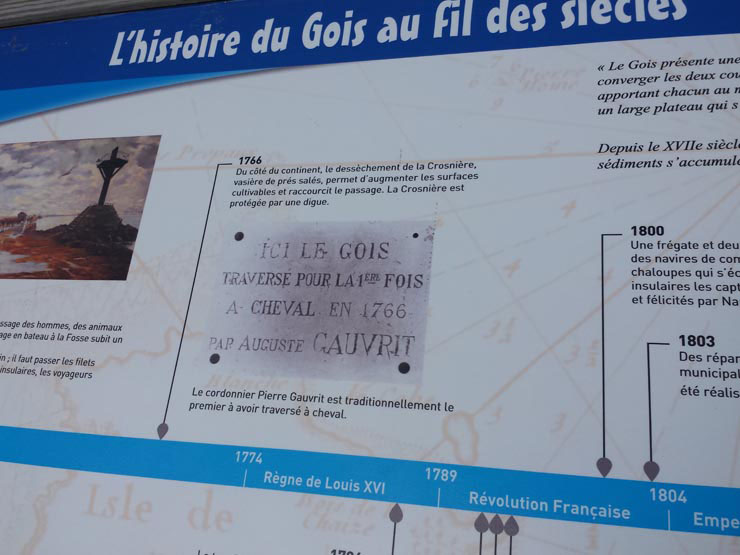 L'histoire du Gois au fil des siècles
« Le Gois présente une
converger les deux cou
apportant chacun au m
un large plateau qui s
Depuis le XVIIe siècl
sédiments s'accumul
1766
Du côté du continent, le dessèchement de la Crosnière,
vasière de prés salés, permet d'augmenter les surfaces
cultivables et raccourcit le passage. La Crosnière est
protégée par une digue.
ICI LE GOIS
TRAVERSE POUR LA 1ÈRE FOIS
A CHEVAL EN 1766
PAR AUGUSTE GAUVRIT
Le cordonnier Pierre Gauvrit est traditionnellement le
premier à avoir traversé à cheval.
ssage des hommes, des animaux
age en bateau à la Fosse subit un
in ; il faut passer les filets
insulaires, les voyageurs
1800
Une frégate et deu
des navires de com
chaloupes qui s'éc
insulaires les capt
et félicités par Na
1803
Des répar
municipal
été réalis
1774
Règne de Louis XVI
1789
Révolution Française
1804
Empe
Isle de
Bois de
Chaize